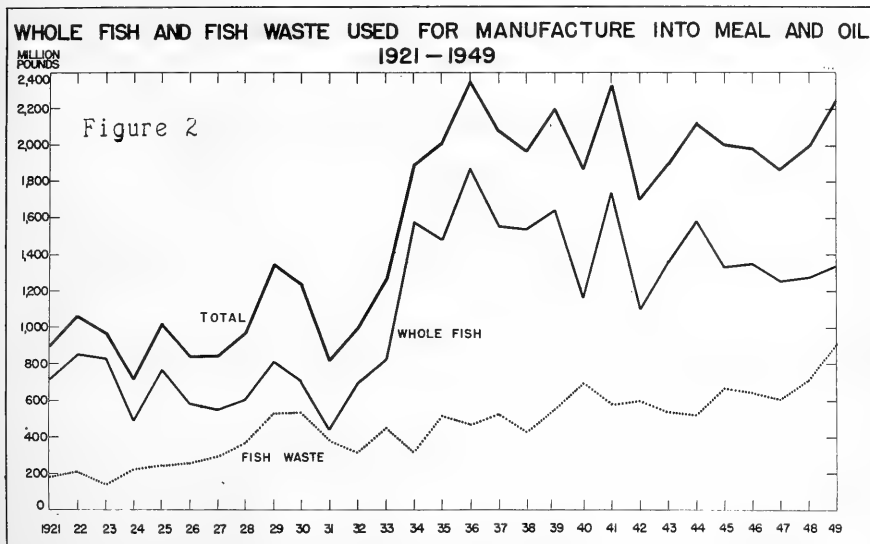 WHOLE FISH AND FISH WASTE USED FOR MANUFACTURE INTO MEAL AND OIL
1921 – 1949
MILLION
POUNDS
2,400
2,200
Figure 2
2,000
1,800
1,600
1,400
1,200
1,000
TOTAL
WHOLE FISH
800
600
400
FISH WASTE
200
0
1921 22 23 24 25 26 27 28 29 30 31 32 33 34 35 36 37 38 39 40 41 42 43 44 45 46 47 48 49